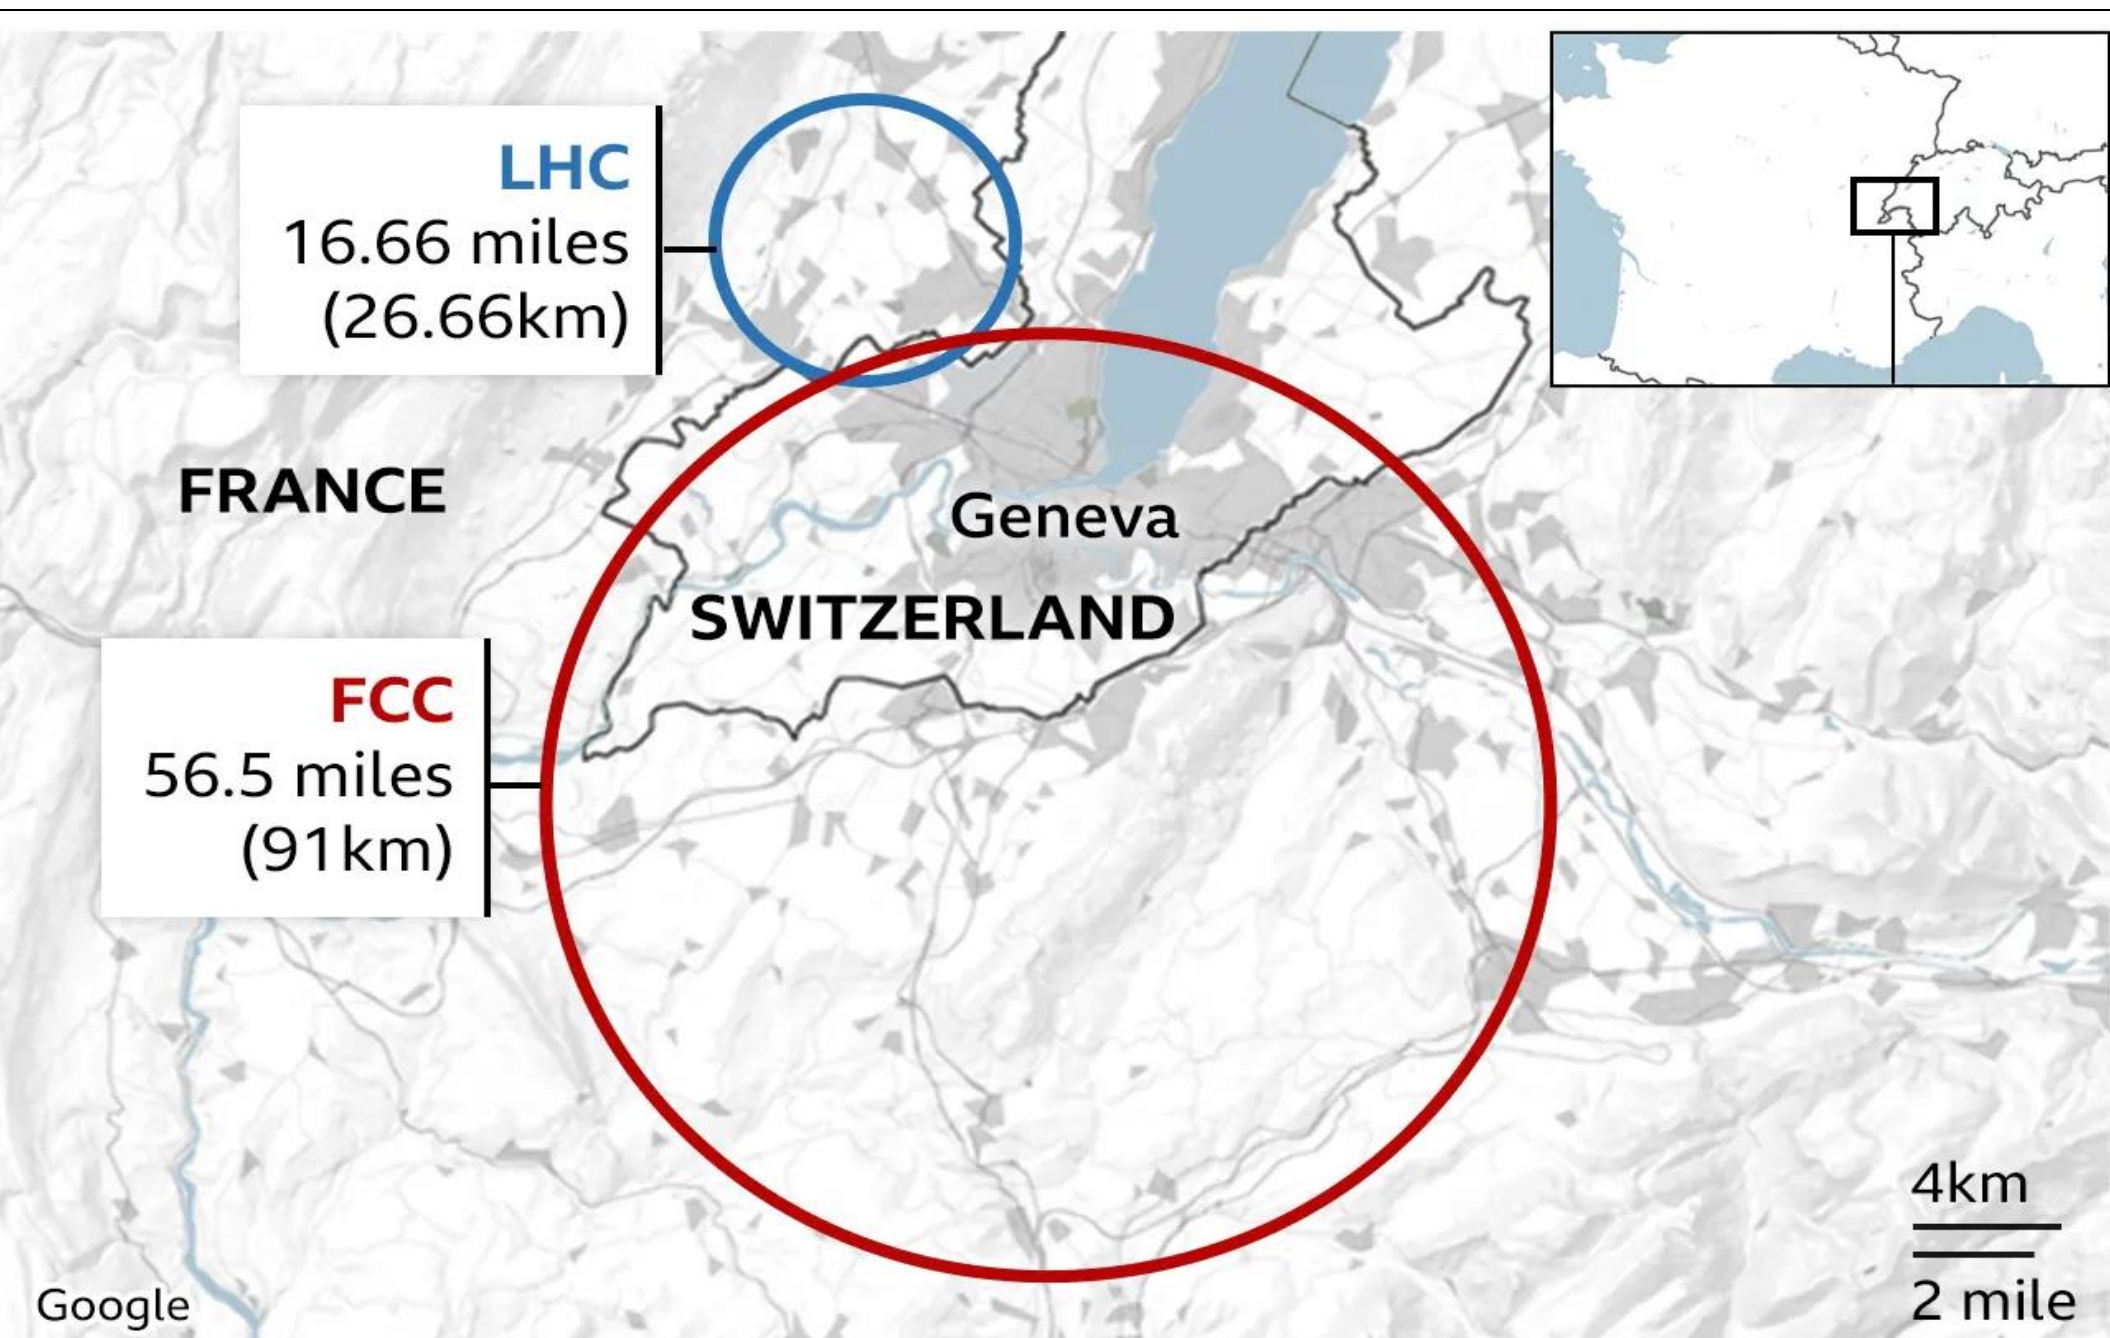 LHC
16.66 miles
(26.66km)
FRANCE
Geneva
SWITZERLAND
FCC
56.5 miles
(91km)
4km
2 mile
Google